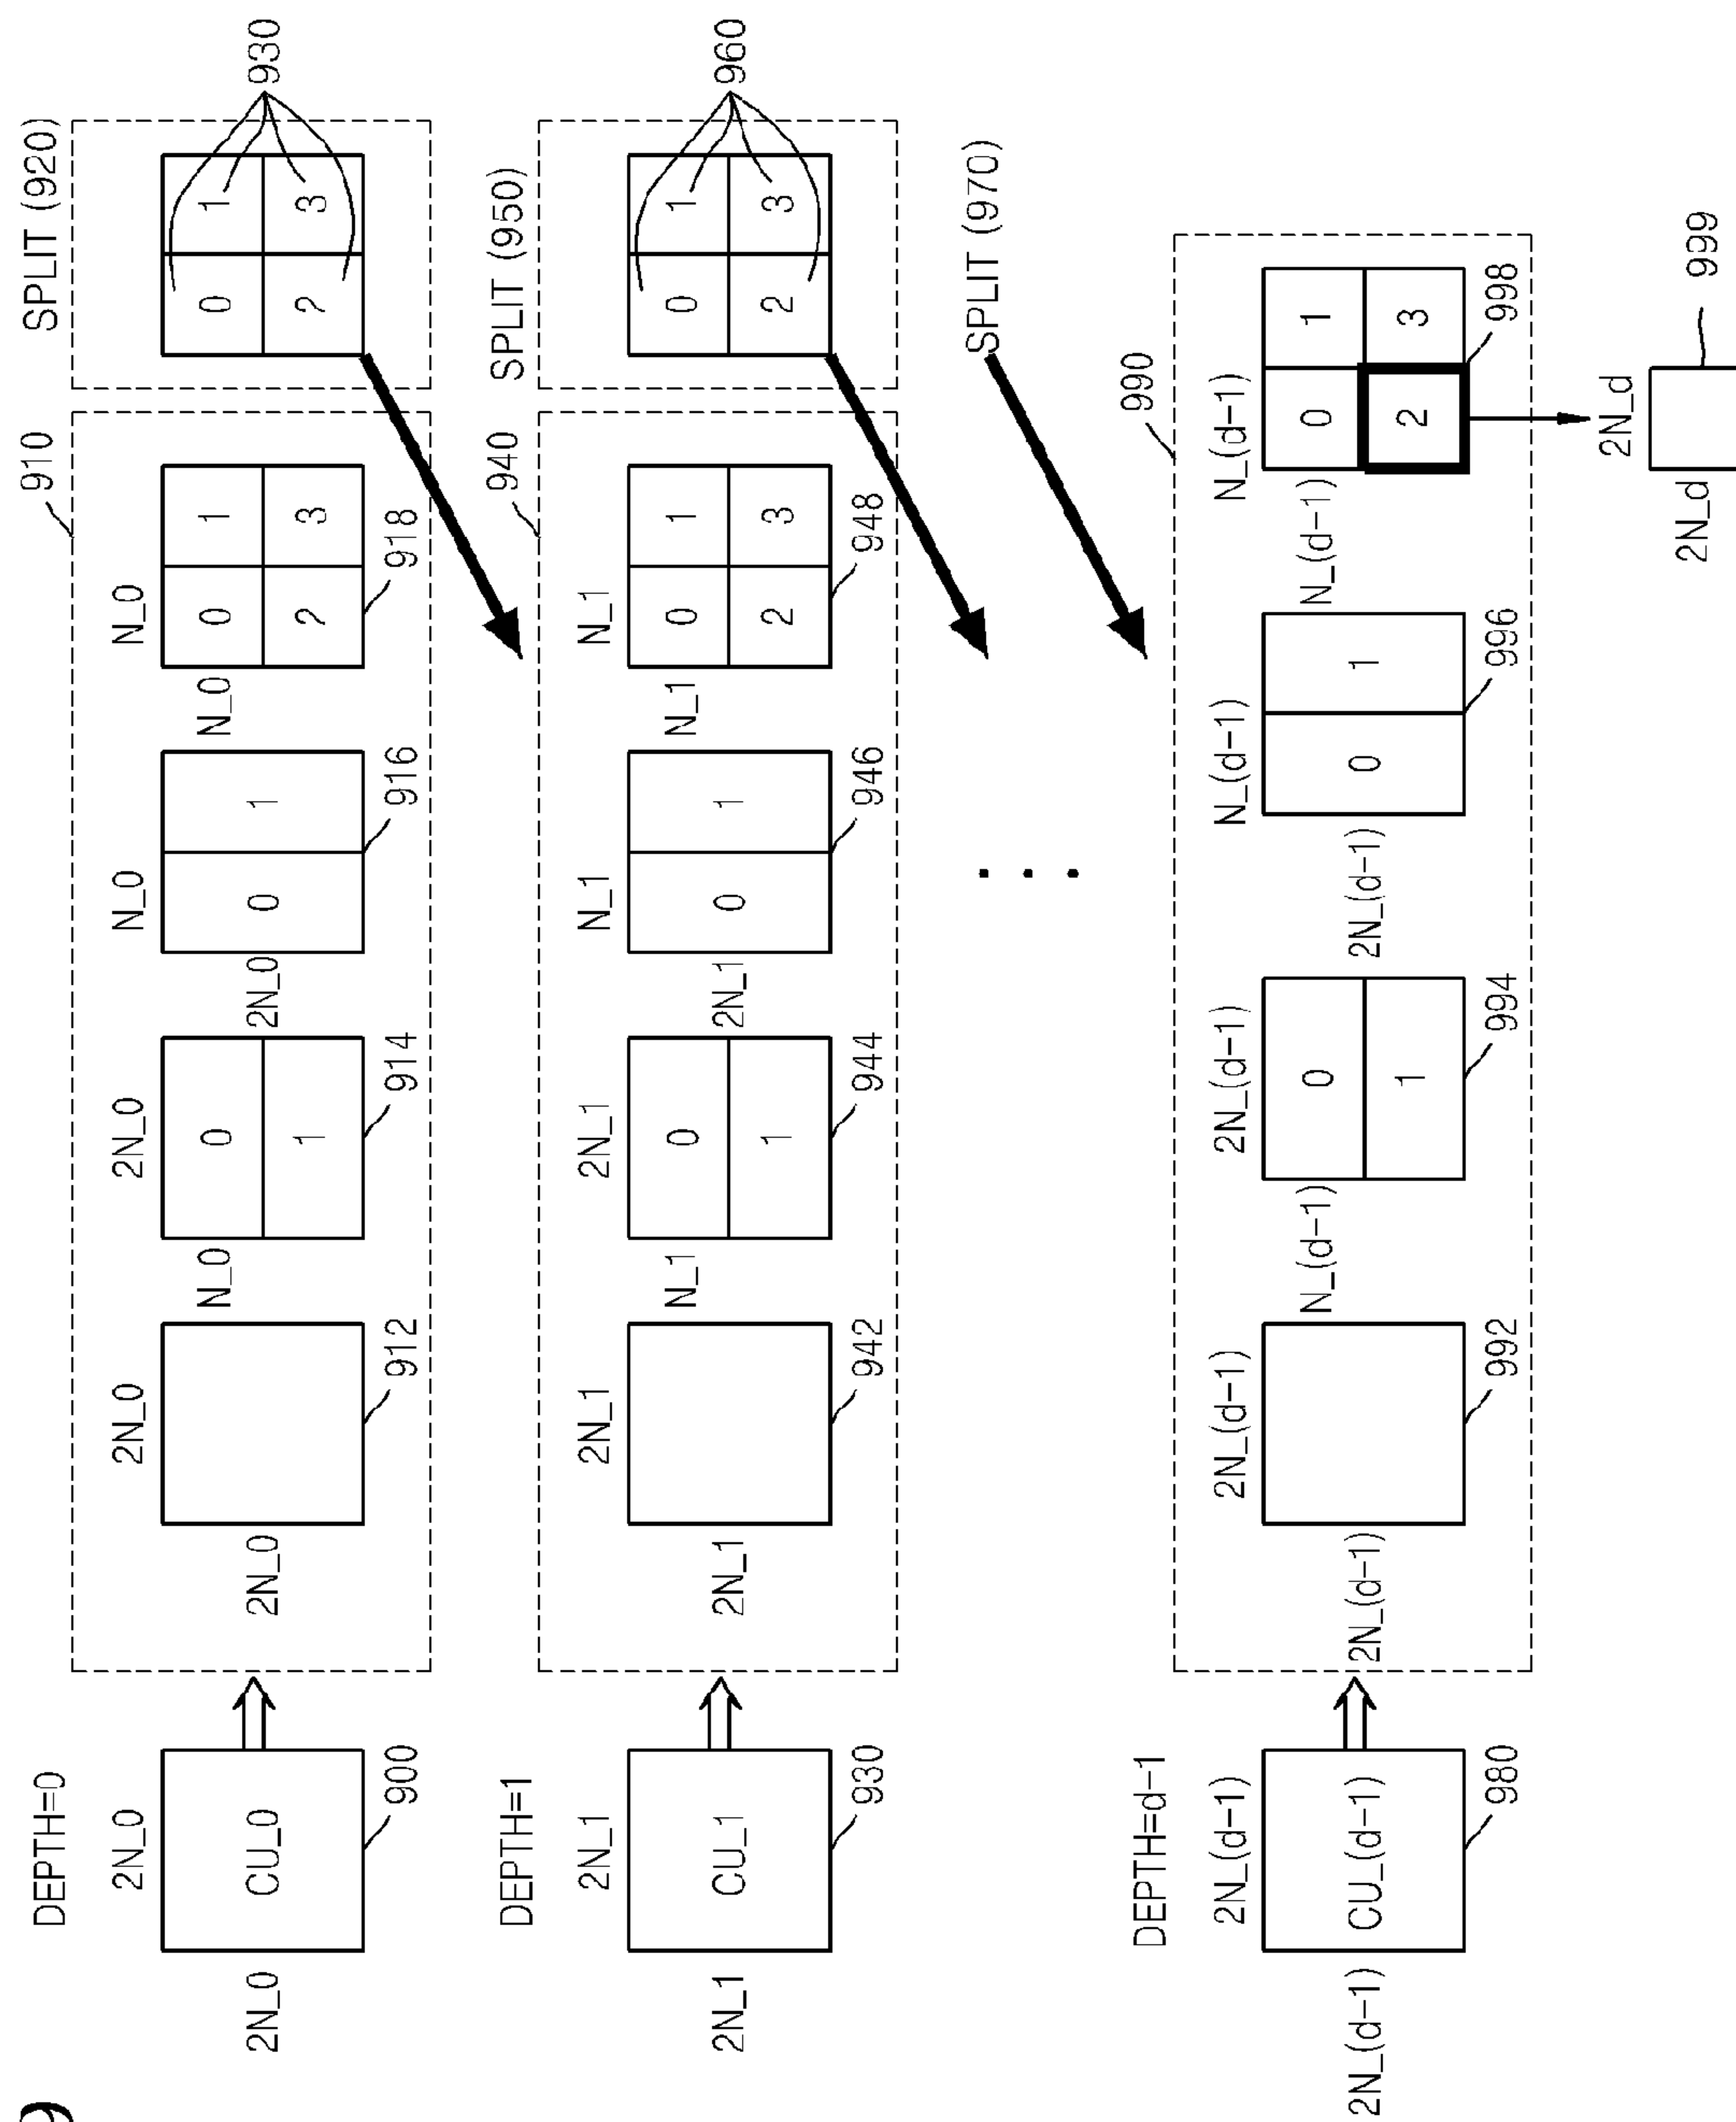 9
DEPTH=0 910 SPLIT (920)
2N_0 2N_0 2N_0 N_0 N_0
N_0 0 N_0 0 1 0 1
2N_0 CU_0 2N_0 2N_0 0 1 930
1 2 3 2 3
900 912 914 916 918
DEPTH=1 940 SPLIT (950)
2N_1 2N_1 2N_1 N_1 N_1
N_1 0 N_1 0 1 0 1
2N_1 CU_1 2N_1 2N_1 0 1 960
1 2 3 2 3
930 942 944 946 948
SPLIT (970)
. . .
DEPTH=d-1 990
2N_(d-1) 2N_(d-1) 2N_(d-1) N_(d-1) N_(d-1)
N_(d-1) 0 N_(d-1) 0 1
2N_(d-1) CU_(d-1) 2N_(d-1) 2N_(d-1) 0 1
1 2 3
980 992 994 996 998
2N_d
2N_d 999